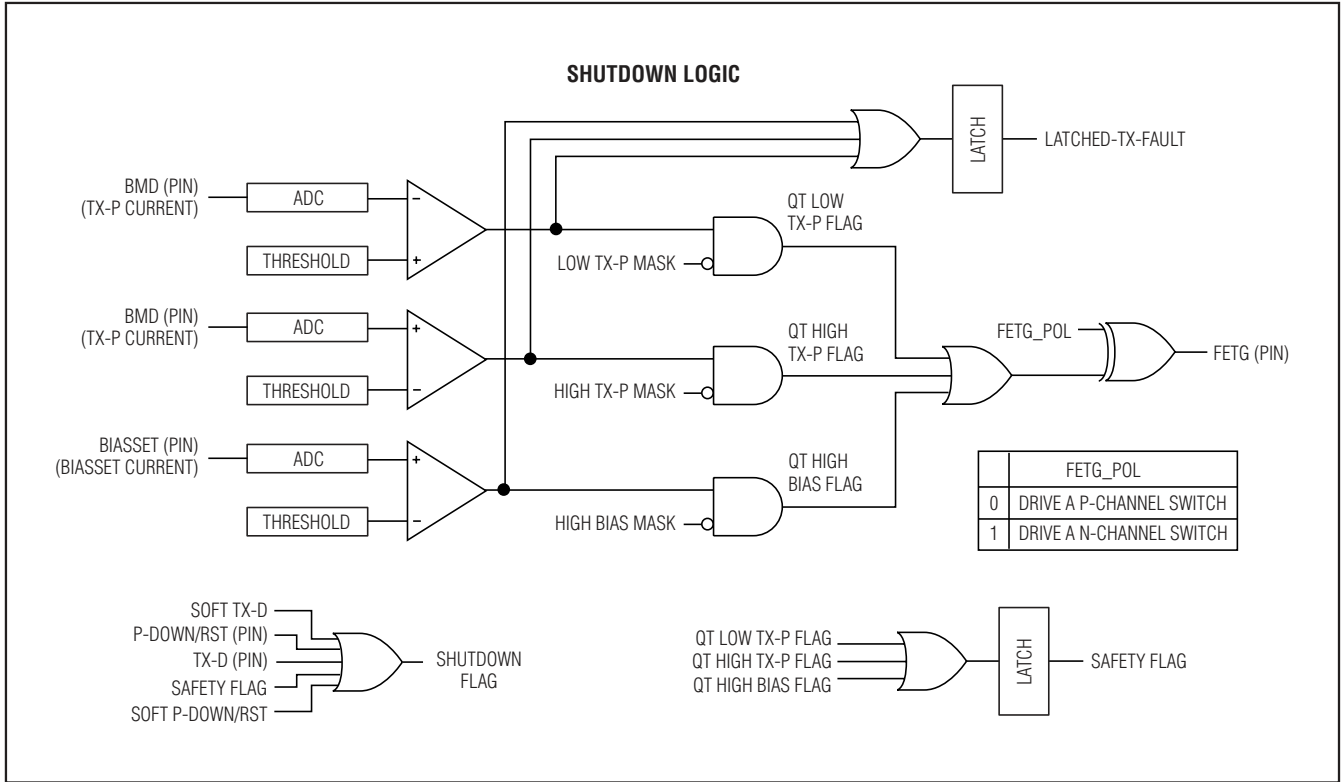 SHUTDOWN LOGIC
LATCH
LATCHED-TX-FAULT
BMD (PIN)
(TX-P CURRENT)
ADC
−
THRESHOLD
+
QT LOW
TX-P FLAG
LOW TX-P MASK
BMD (PIN)
(TX-P CURRENT)
ADC
+
THRESHOLD
−
QT HIGH
TX-P FLAG
HIGH TX-P MASK
FETG_POL
FETG (PIN)
BIASSET (PIN)
(BIASSET CURRENT)
ADC
+
THRESHOLD
−
QT HIGH
BIAS FLAG
HIGH BIAS MASK
FETG_POL
0 DRIVE A P-CHANNEL SWITCH
1 DRIVE A N-CHANNEL SWITCH
SOFT TX-D
P-DOWN/RST (PIN)
TX-D (PIN)
SAFETY FLAG
SOFT P-DOWN/RST
SHUTDOWN
FLAG
QT LOW TX-P FLAG
QT HIGH TX-P FLAG
QT HIGH BIAS FLAG
LATCH
SAFETY FLAG